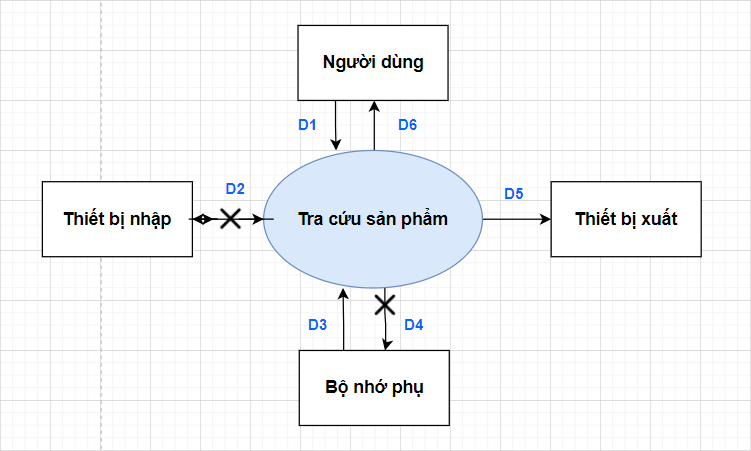 Người dùng
D1
D6
D2
D5
Thiết bị nhập
Tra cứu sản phẩm
Thiết bị xuất
D3
D4
Bộ nhớ phụ